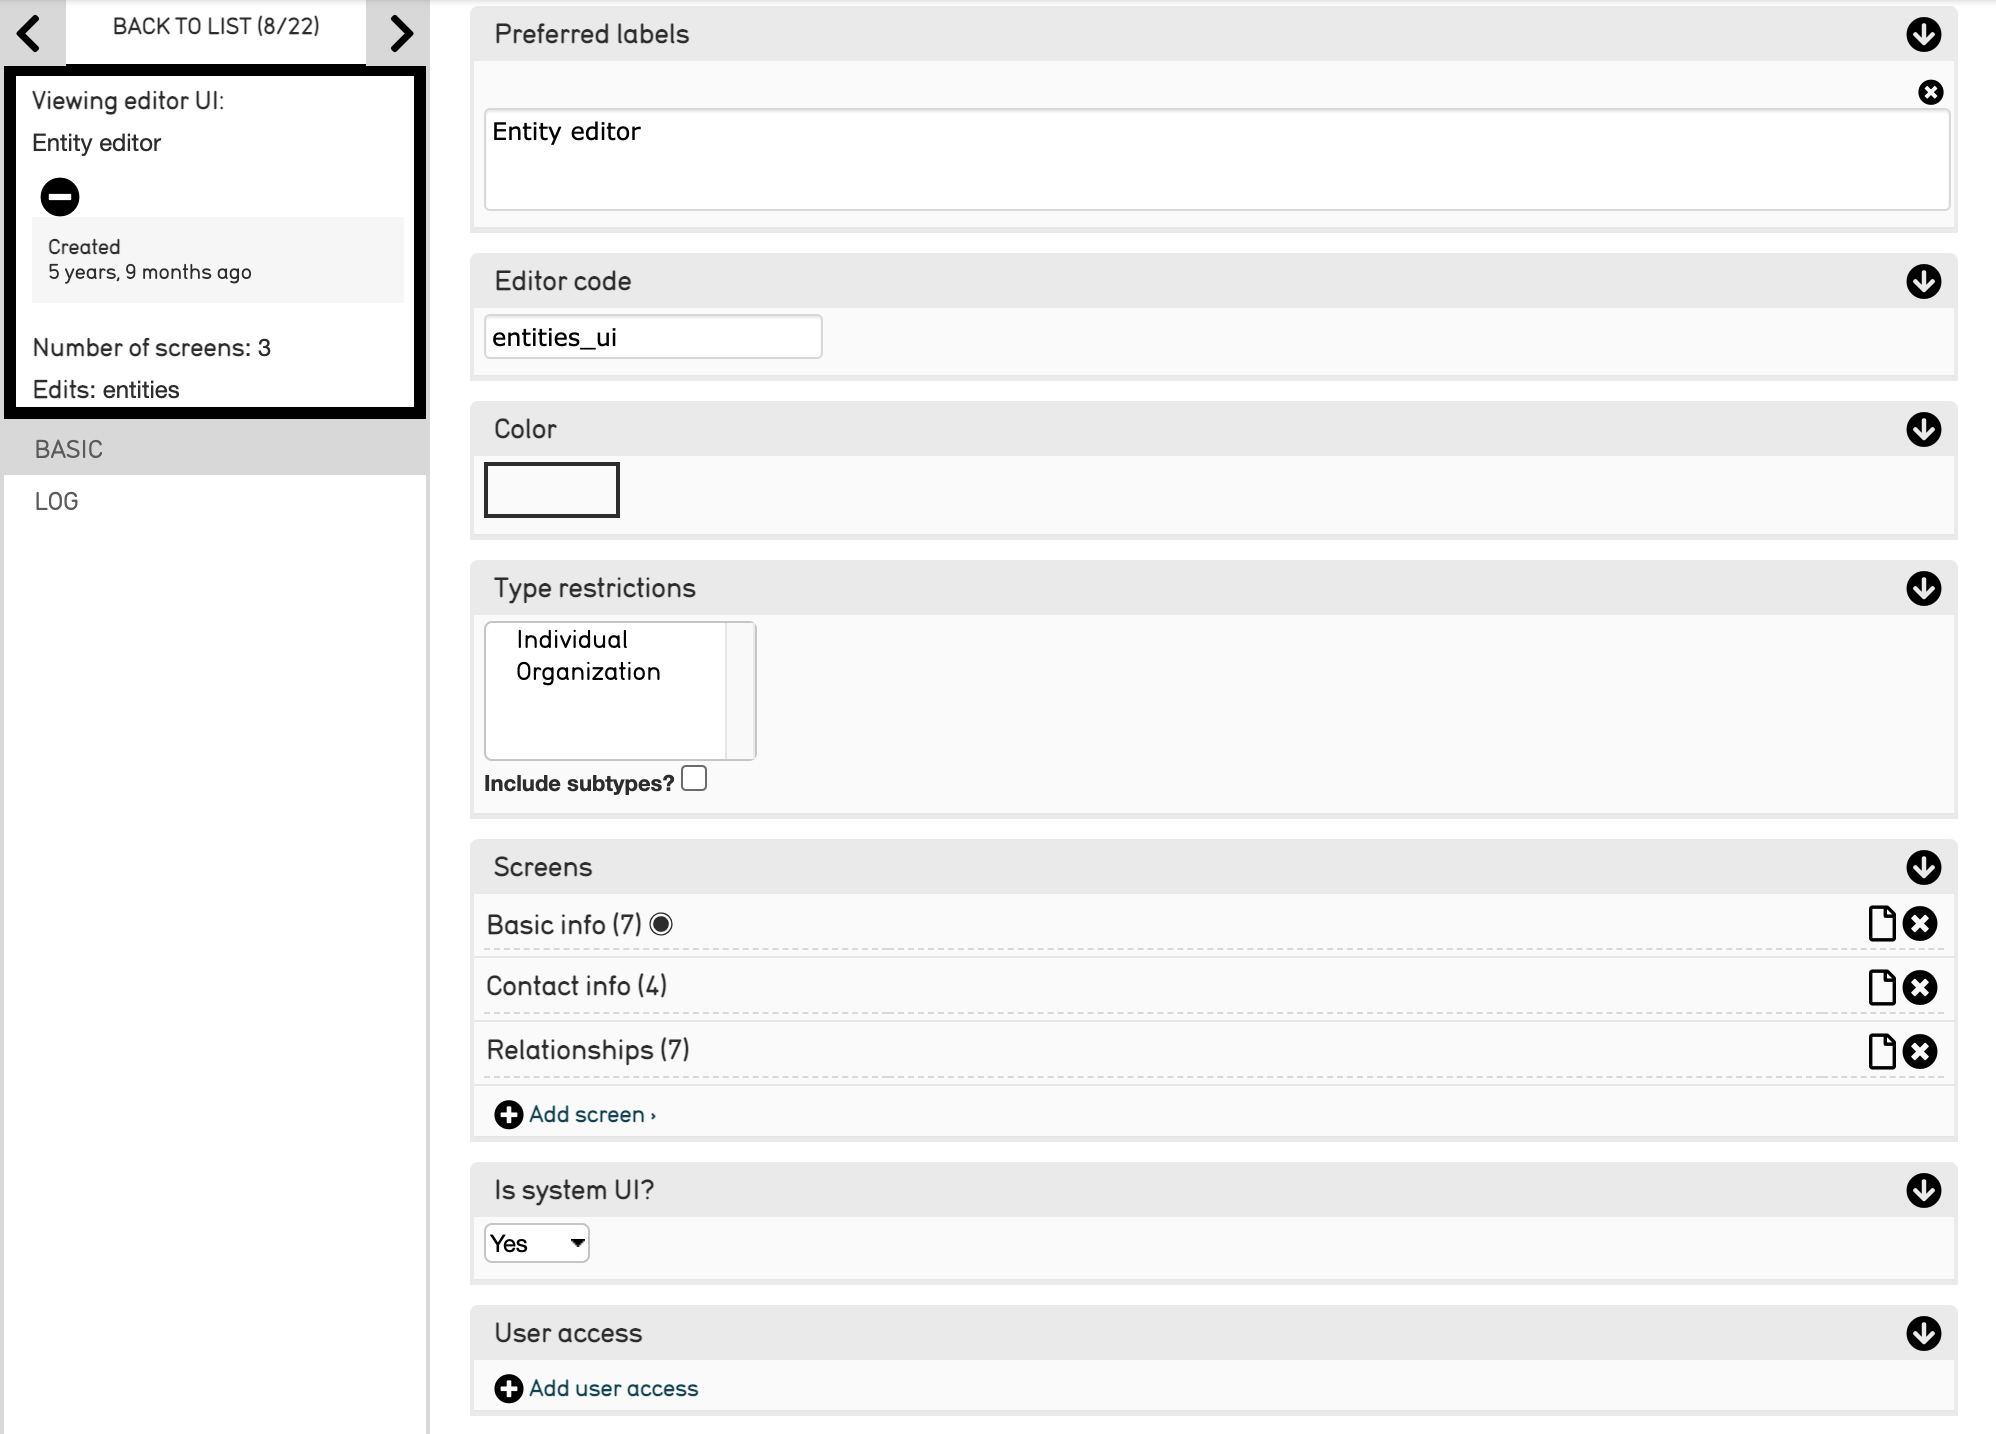 BACK TO LIST (8/22)
Viewing editor UI:
Entity editor
Created
5 years, 9 months ago
Number of screens: 3
Edits: entities
BASIC
LOG
Preferred labels
Entity editor
Editor code
entities_ui
Color
Type restrictions
Individual
Organization
Include subtypes?
Screens
Basic info (7)
Contact info (4)
Relationships (7)
Add screen ›
Is system UI?
Yes
User access
Add user access